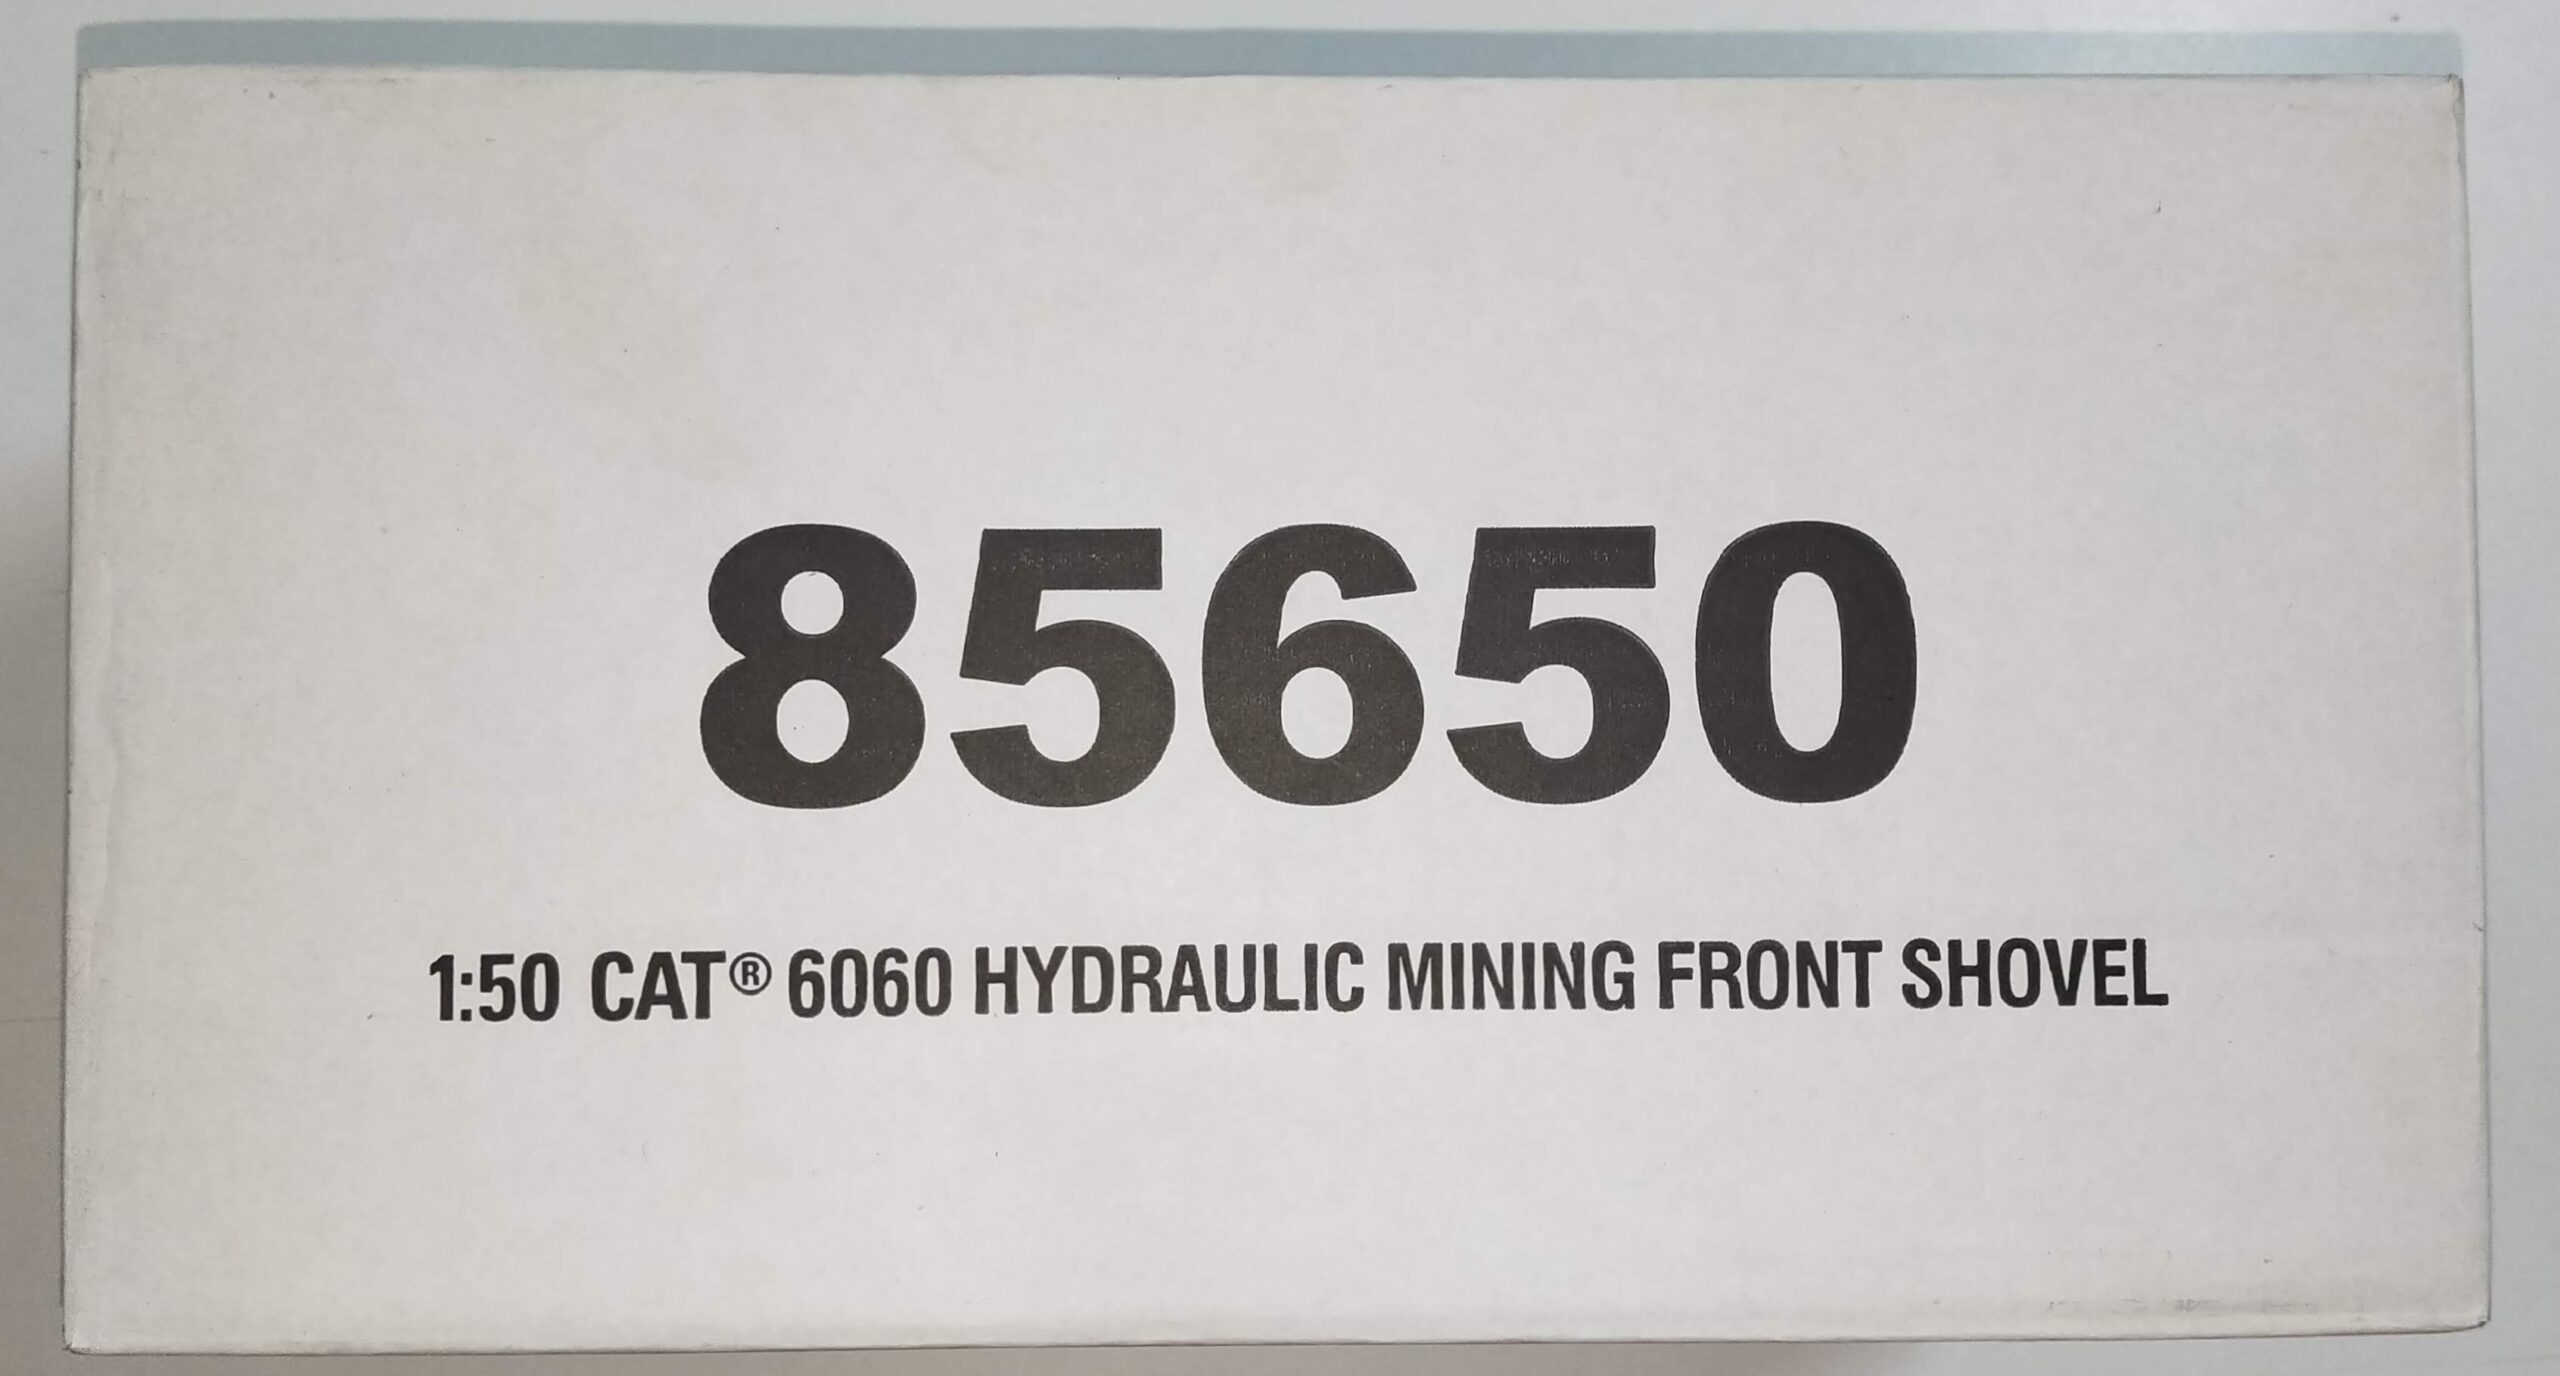 85650
1:50 CAT® 6060 HYDRAULIC MINING FRONT SHOVEL